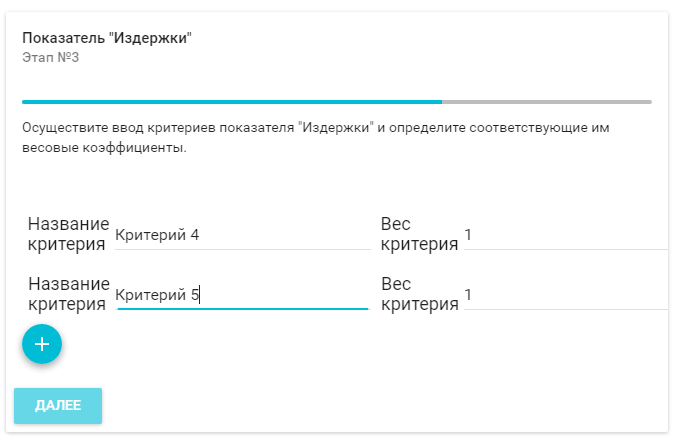 Показатель "Издержки"
Этап №3
Осуществите ввод критериев показателя "Издержки" и определите соответствующие им
весовые коэффициенты.
Название
критерия
Критерий 4
Вес
критерия
1
Название
критерия
Критерий 5
Вес
критерия
1
+
ДАЛЕЕ